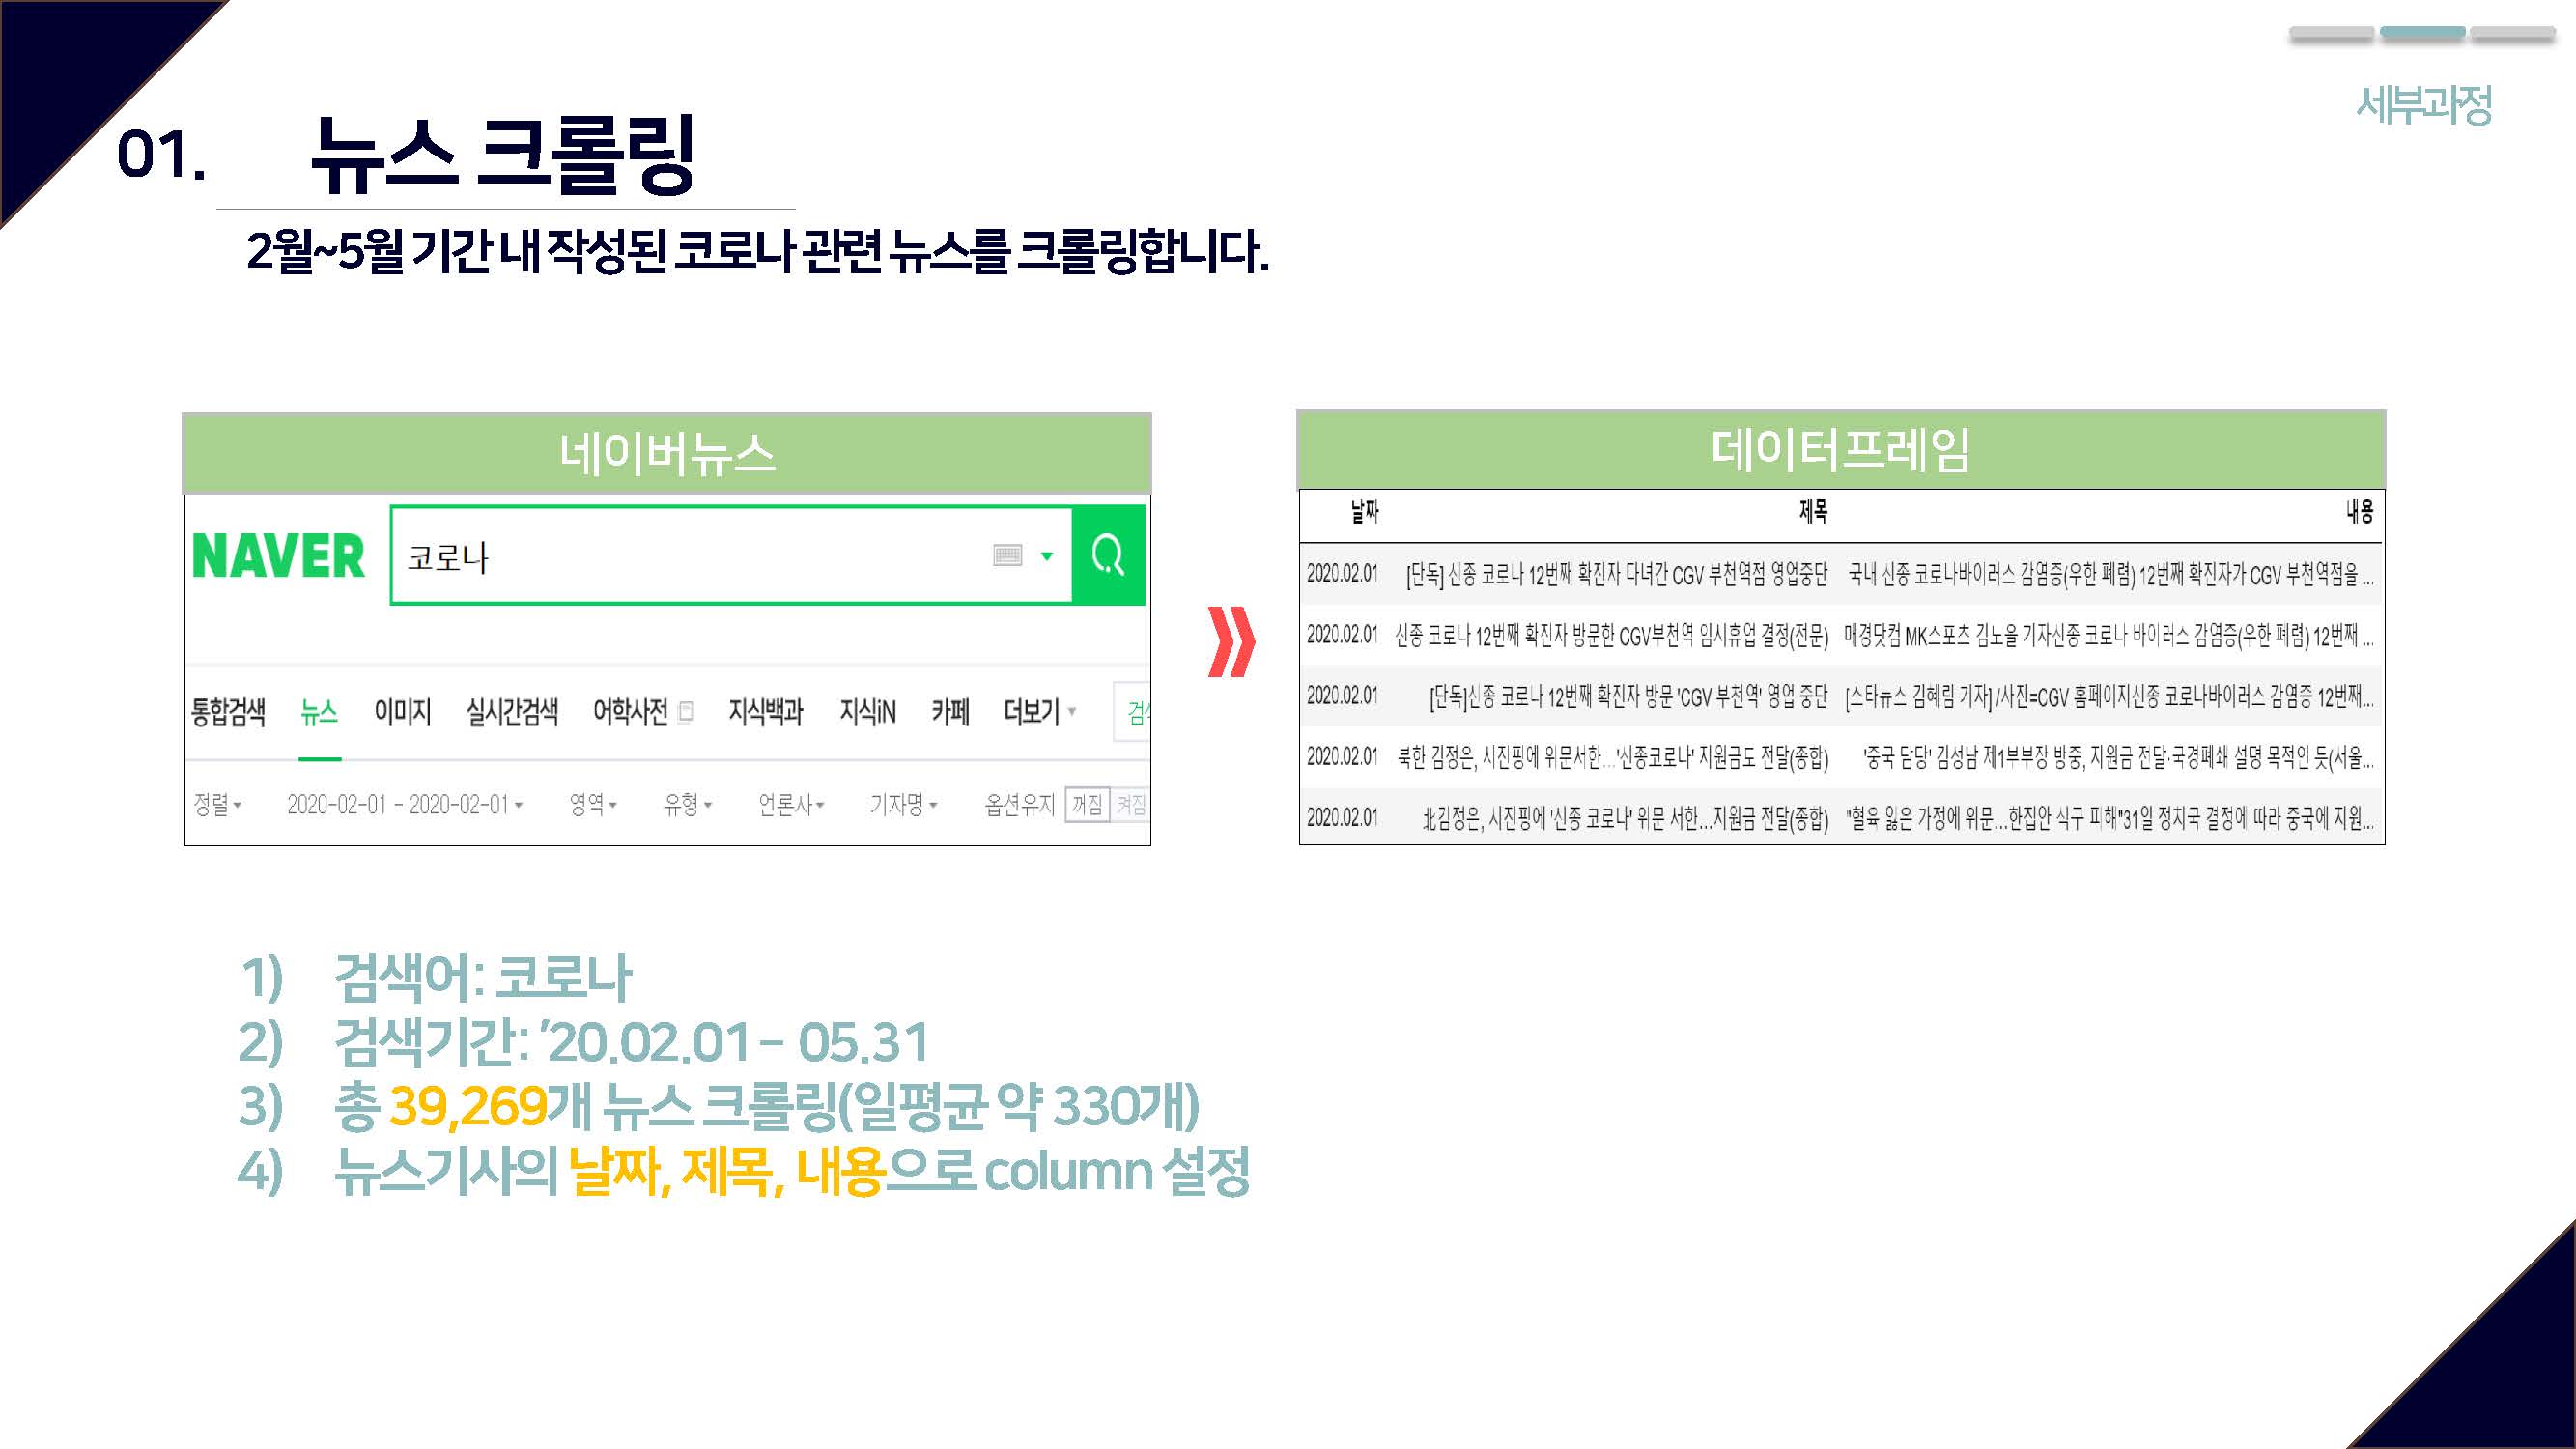 세부과정
01. 뉴스 크롤링
2월~5월 기간 내 작성된 코로나 관련 뉴스를 크롤링합니다.
네이버뉴스
NAVER 코로나
통합검색 뉴스 이미지 실시간검색 어학사전 지식백과 지식iN 카페 더보기
정렬 2020-02-01 - 2020-02-01 영역 유형 언론사 기자명 옵션유지 꺼짐 켜짐
데이터프레임
날짜 제목 내용
2020.02.01 [단독] 신종 코로나 12번째 확진자 다녀간 CGV 부천역점 영업중단 국내 신종 코로나바이러스 감염증(우한 폐렴) 12번째 확진자가 CGV 부천역점을 ...
2020.02.01 신종 코로나 12번째 확진자 방문한 CGV부천역 임시휴업 결정(전문) 매경닷컴 MK스포츠 김노을 기자신종 코로나 바이러스 감염증(우한 폐렴) 12번째 ...
2020.02.01 [단독]신종 코로나 12번째 확진자 방문 'CGV 부천역' 영업 중단 [스타뉴스 김혜림 기자] /사진=CGV 홈페이지신종 코로나바이러스 감염증 12번째...
2020.02.01 북한 김정은, 시진핑에 위문서한...'신종코로나' 지원금도 전달(종합) '중국 담당' 김성남 제1부부장 방중, 지원금 전달·국경폐쇄 설명 목적인 듯(서울...
2020.02.01 北김정은, 시진핑에 '신종 코로나' 위문 서한...지원금 전달(종합) "혈육 잃은 가정에 위문...한집안 식구 피해"31일 정치국 결정에 따라 중국에 지원...
1) 검색어: 코로나
2) 검색기간: ’20.02.01 – 05.31
3) 총 39,269개 뉴스 크롤링(일평균 약 330개)
4) 뉴스기사의 날짜, 제목, 내용으로 column 설정